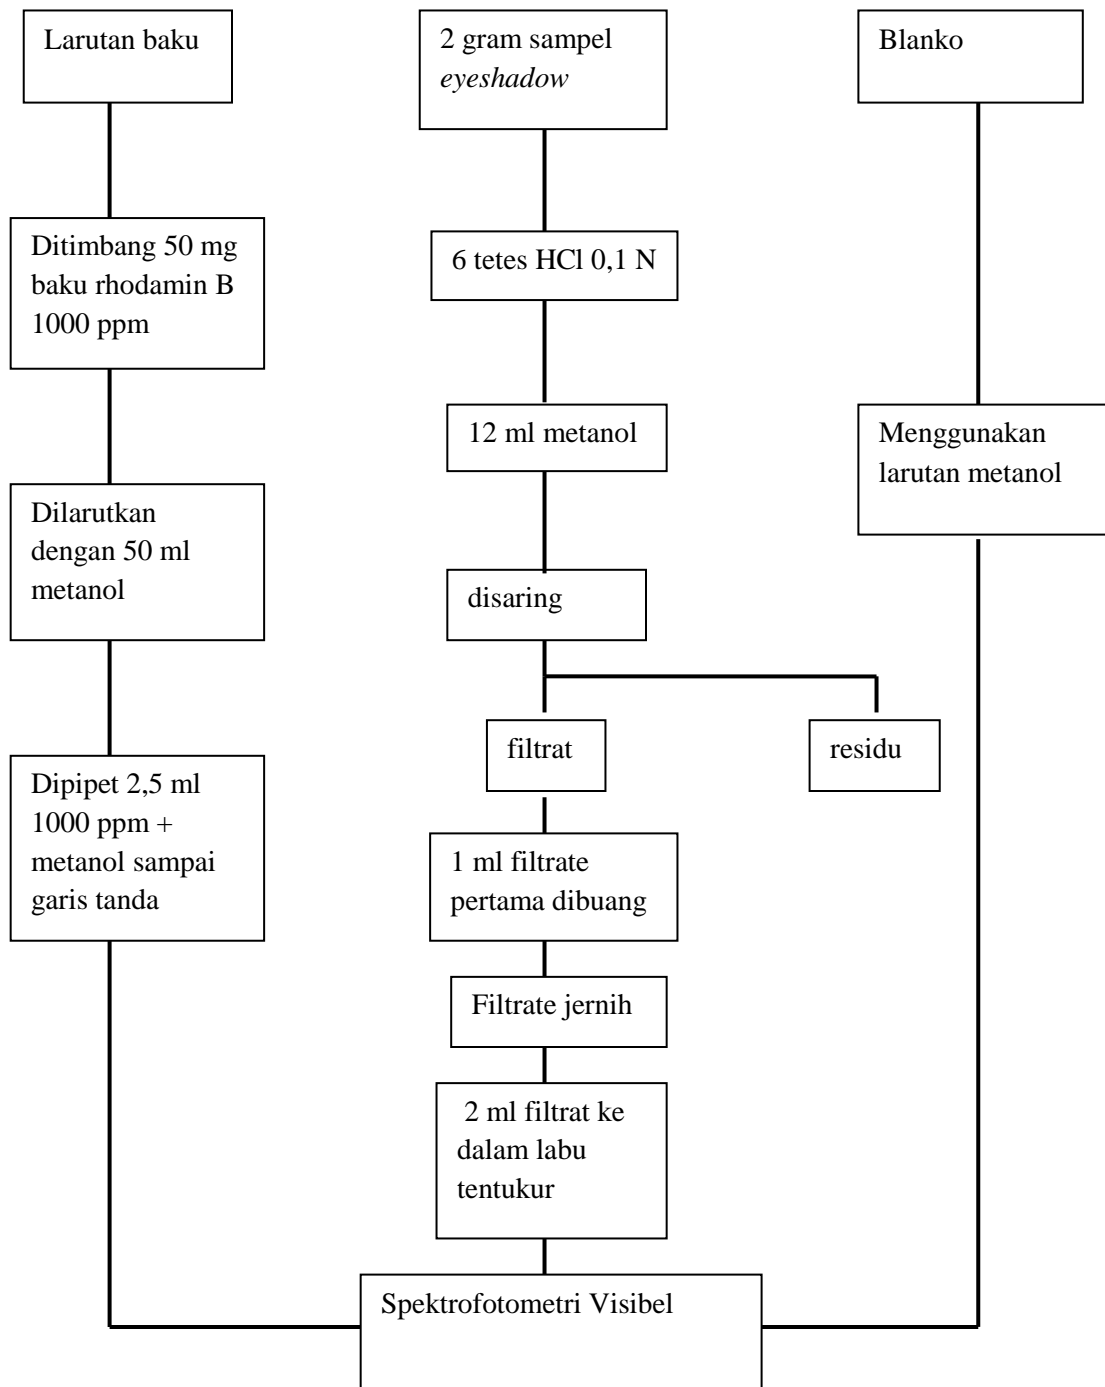 Larutan baku
2 gram sampel
eyeshadow
Blanko
Ditimbang 50 mg
baku rhodamin B
1000 ppm
6 tetes HCl 0,1 N
12 ml metanol
Menggunakan
larutan metanol
Dilarutkan
dengan 50 ml
metanol
disaring
filtrat
residu
Dipipet 2,5 ml
1000 ppm +
metanol sampai
garis tanda
1 ml filtrate
pertama dibuang
Filtrate jernih
2 ml filtrat ke
dalam labu
tentukur
Spektrofotometri Visibel